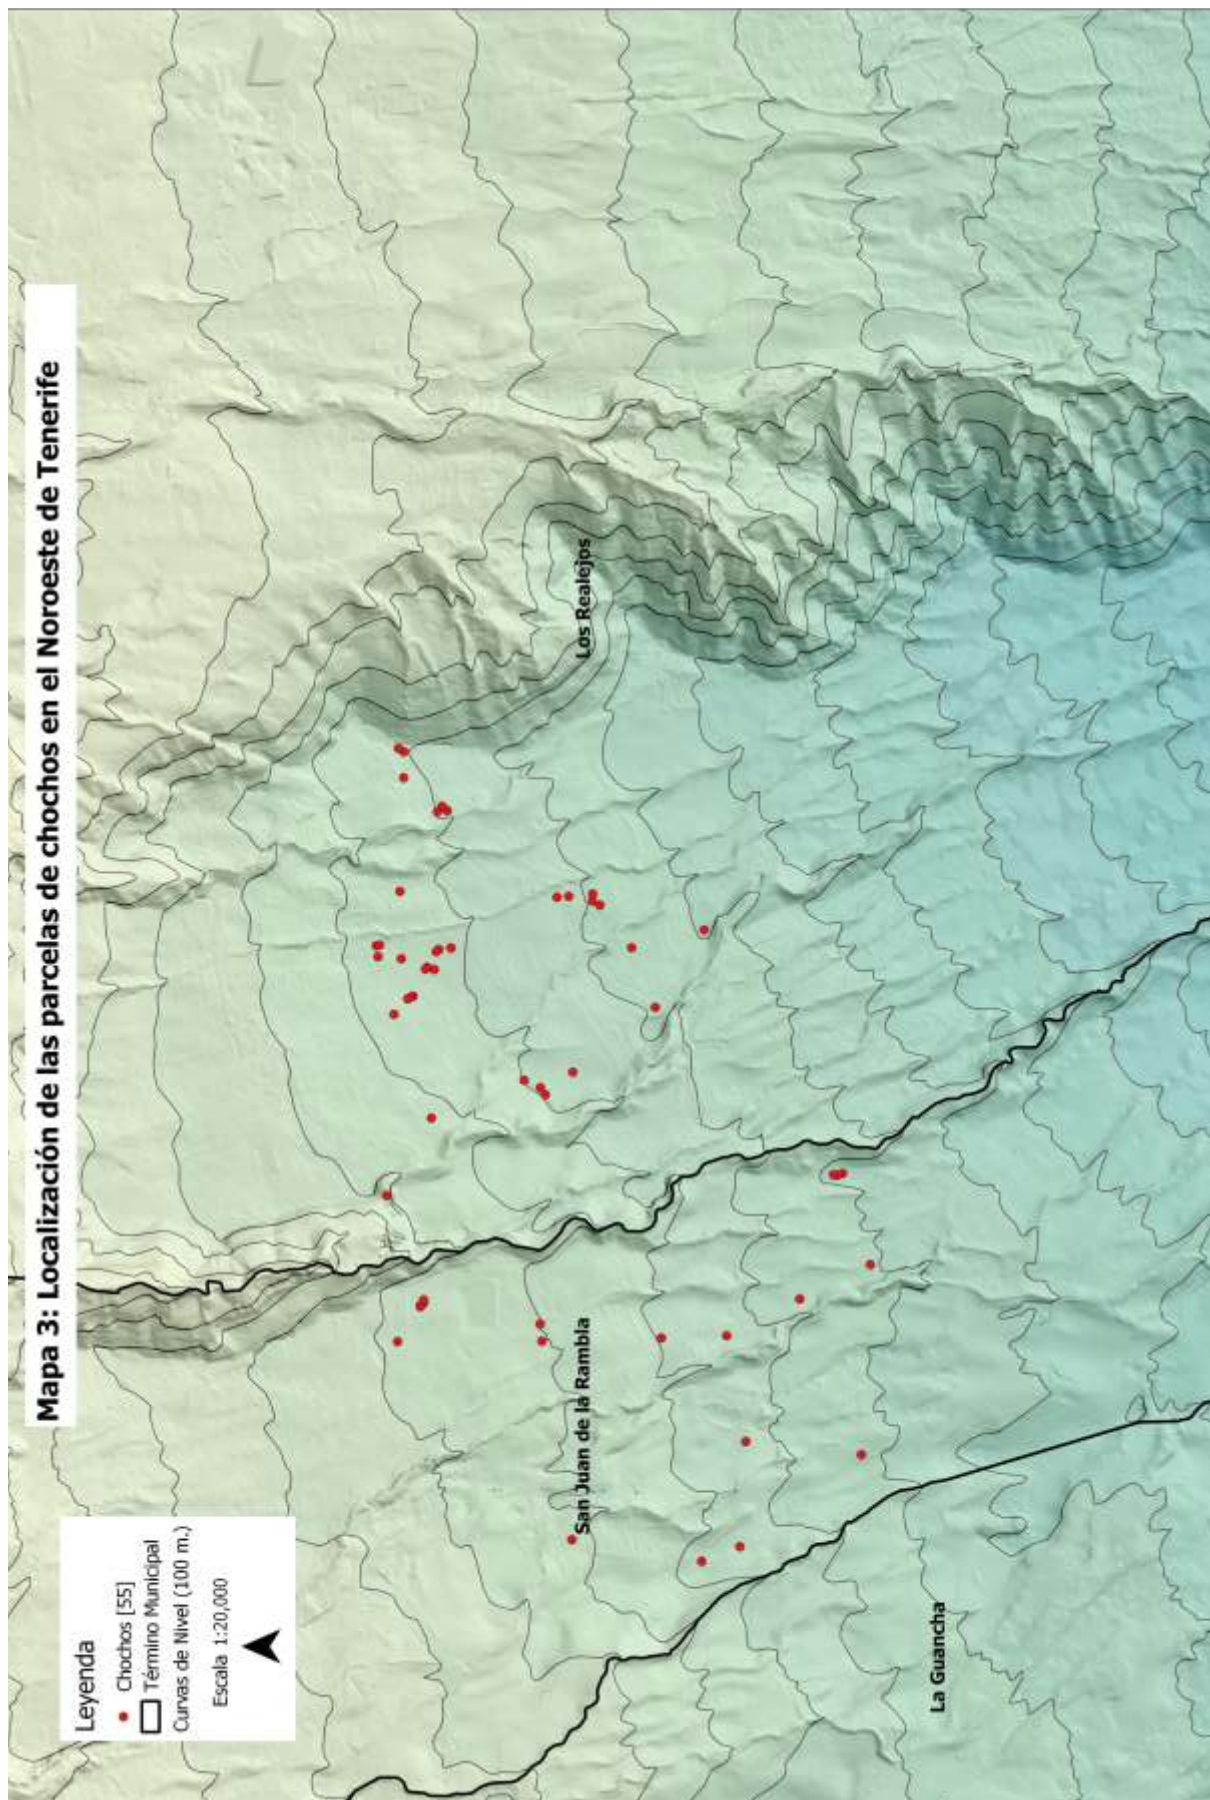 Mapa 3: Localización de las parcelas de chochos en el Noroeste de Tenerife
Leyenda
Chochos [55]
Término Municipal
Curvas de Nivel (100 m.)
Escala 1:20,000
Los Realejos
San Juan de la Rambla
La Guancha